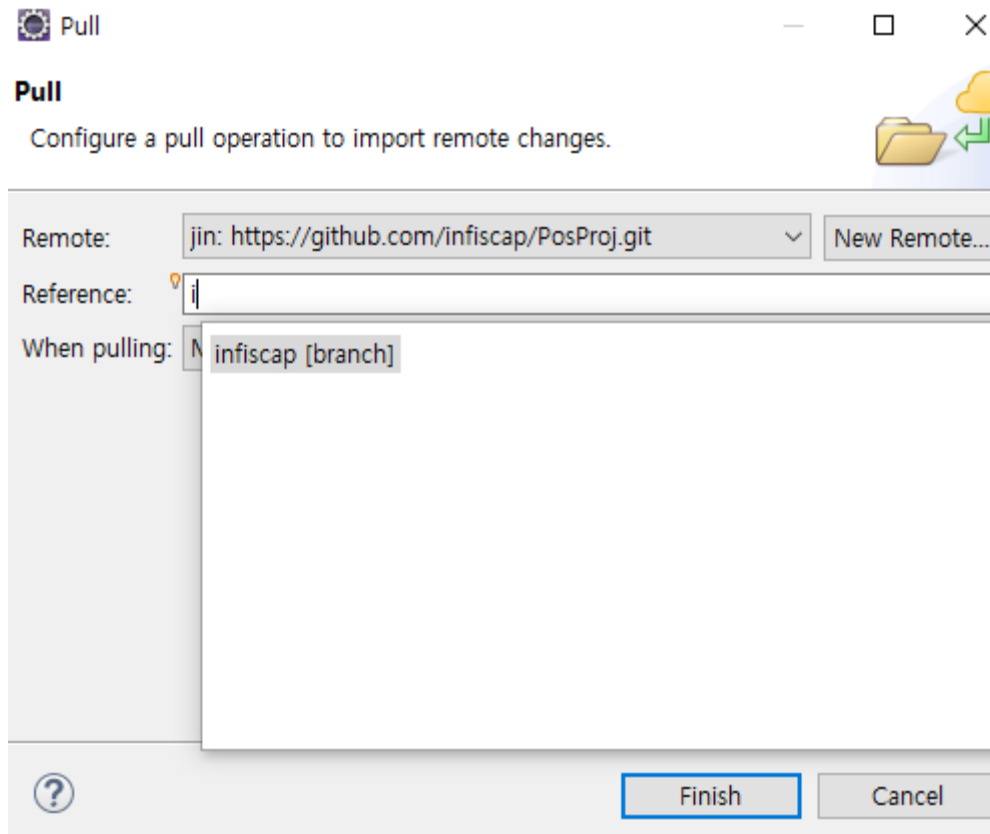 Pull
Pull
Configure a pull operation to import remote changes.
Remote: jin: https://github.com/infiscap/PosProj.git New Remote...
Reference: i
When pulling:
infiscap [branch]
Finish Cancel